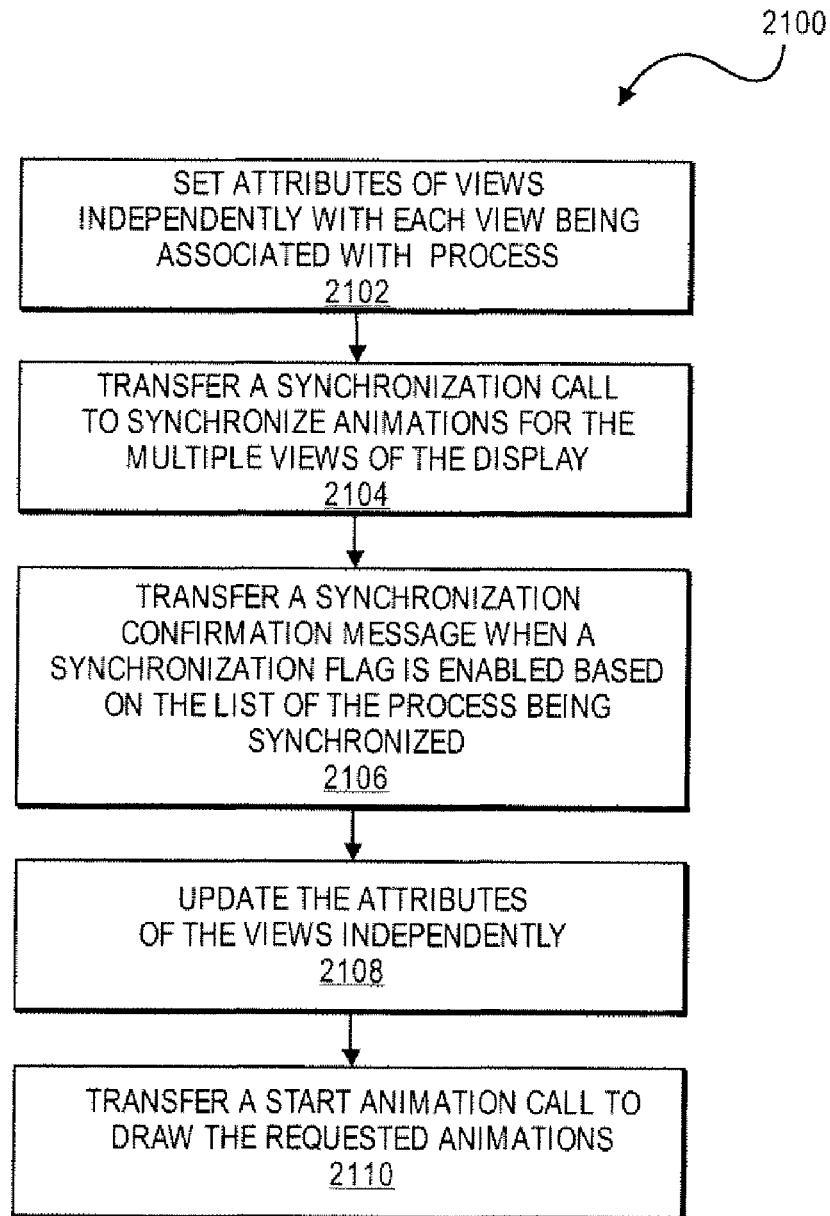 2100
SET ATTRIBUTES OF VIEWS
INDEPENDENTLY WITH EACH VIEW BEING
ASSOCIATED WITH PROCESS
2102
TRANSFER A SYNCHRONIZATION CALL
TO SYNCHRONIZE ANIMATIONS FOR THE
MULTIPLE VIEWS OF THE DISPLAY
2104
TRANSFER A SYNCHRONIZATION
CONFIRMATION MESSAGE WHEN A
SYNCHRONIZATION FLAG IS ENABLED BASED
ON THE LIST OF THE PROCESS BEING
SYNCHRONIZED
2106
UPDATE THE ATTRIBUTES
OF THE VIEWS INDEPENDENTLY
2108
TRANSFER A START ANIMATION CALL TO
DRAW THE REQUESTED ANIMATIONS
2110